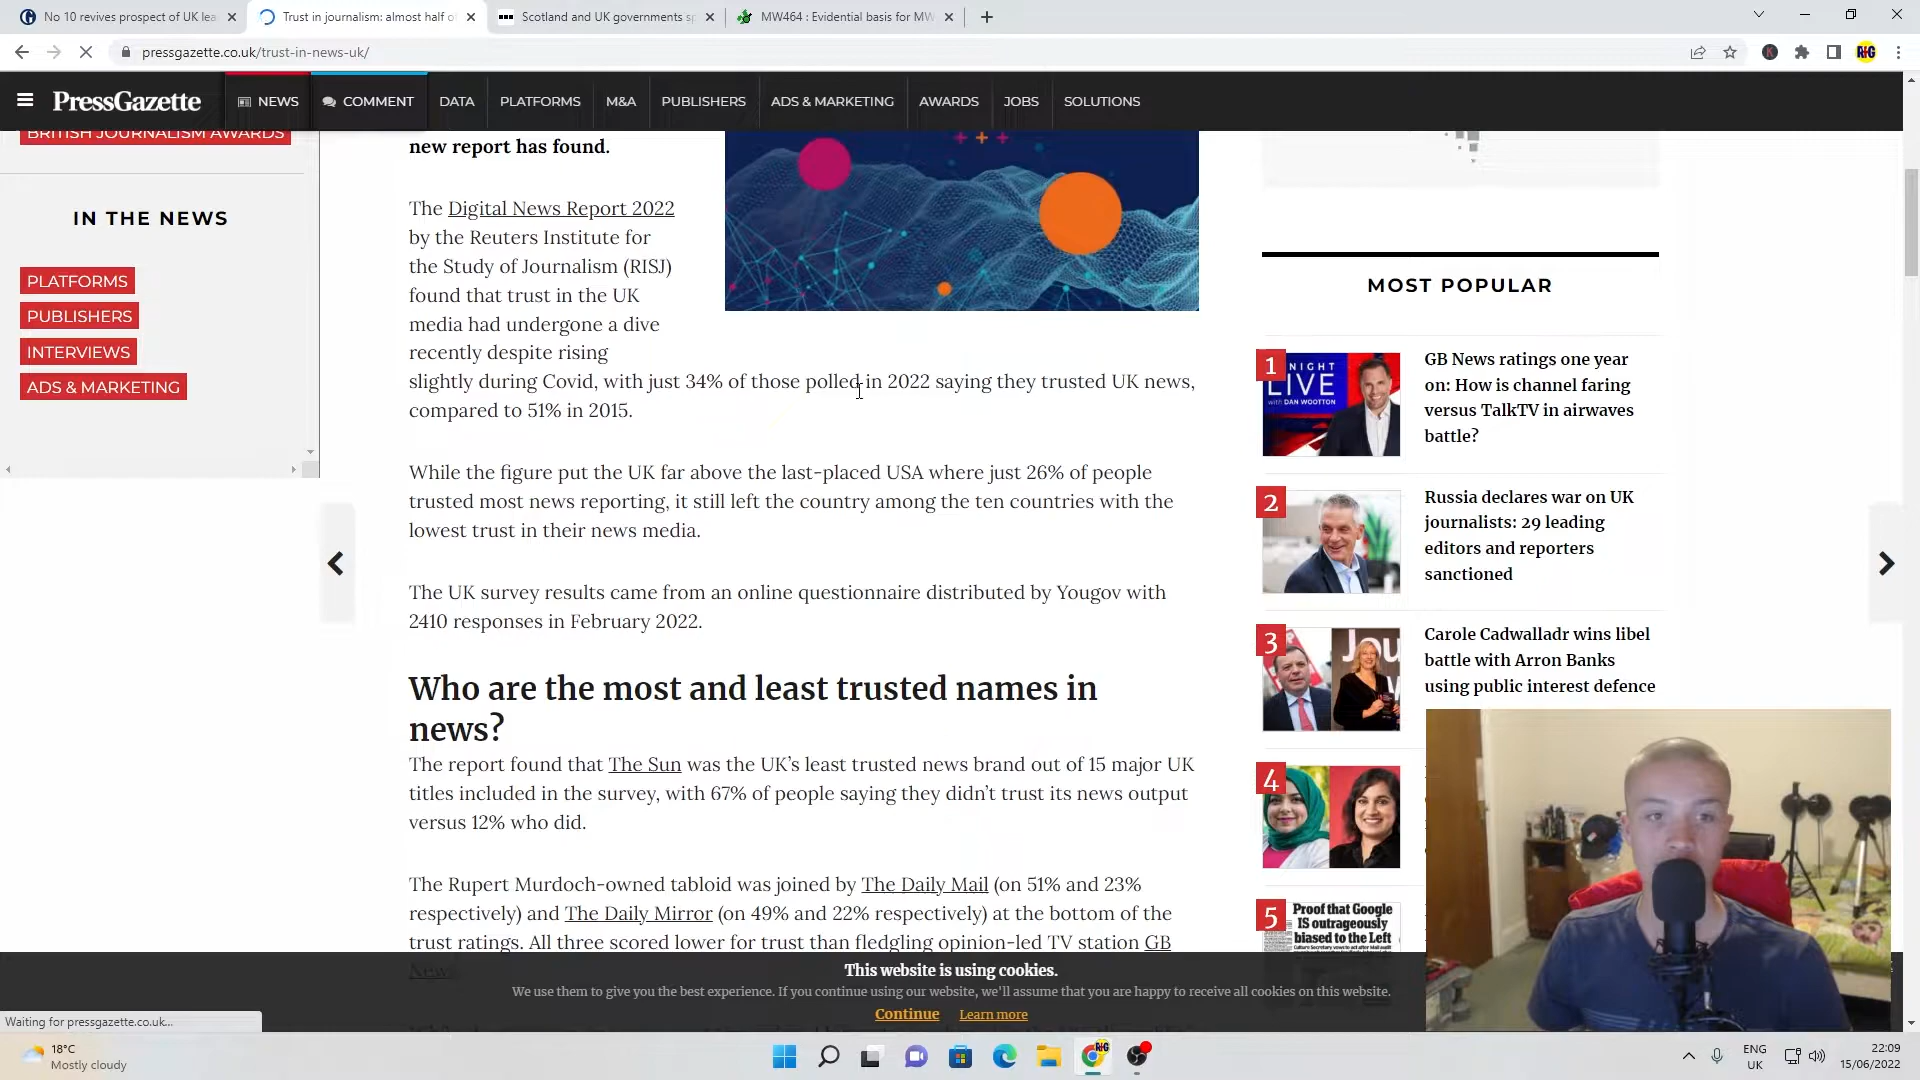 No 10 revives prospect of UK lea
Trust in journalism: almost half o
Scotland and UK governments sp
MW464 : Evidential basis for MW
pressgazette.co.uk/trust-in-news-uk/
PressGazette
NEWS
COMMENT
DATA
PLATFORMS
M&A
PUBLISHERS
ADS & MARKETING
AWARDS
JOBS
SOLUTIONS
BRITISH JOURNALISM AWARDS
IN THE NEWS
PLATFORMS
PUBLISHERS
INTERVIEWS
ADS & MARKETING
new report has found.
The Digital News Report 2022
by the Reuters Institute for
the Study of Journalism (RISJ)
found that trust in the UK
media had undergone a dive
recently despite rising
slightly during Covid, with just 34% of those polled in 2022 saying they trusted UK news,
compared to 51% in 2015.
While the figure put the UK far above the last-placed USA where just 26% of people
trusted most news reporting, it still left the country among the ten countries with the
lowest trust in their news media.
The UK survey results came from an online questionnaire distributed by Yougov with
2410 responses in February 2022.
Who are the most and least trusted names in
news?
The report found that The Sun was the UK's least trusted news brand out of 15 major UK
titles included in the survey, with 67% of people saying they didn't trust its news output
versus 12% who did.
The Rupert Murdoch-owned tabloid was joined by The Daily Mail (on 51% and 23%
respectively) and The Daily Mirror (on 49% and 22% respectively) at the bottom of the
trust ratings. All three scored lower for trust than fledgling opinion-led TV station GB
News
MOST POPULAR
1
NIGHT
LIVE
with DAN WOOTTON
GB News ratings one year
on: How is channel faring
versus TalkTV in airwaves
battle?
2
Russia declares war on UK
journalists: 29 leading
editors and reporters
sanctioned
3
Carole Cadwalladr wins libel
battle with Arron Banks
using public interest defence
4
5
Proof that Google
IS outrageously
biased to the Left
This website is using cookies.
We use them to give you the best experience. If you continue using our website, we'll assume that you are happy to receive all cookies on this website.
Continue
Learn more
Waiting for pressgazette.co.uk...
18°C
Mostly cloudy
ENG
UK
22:09
15/06/2022